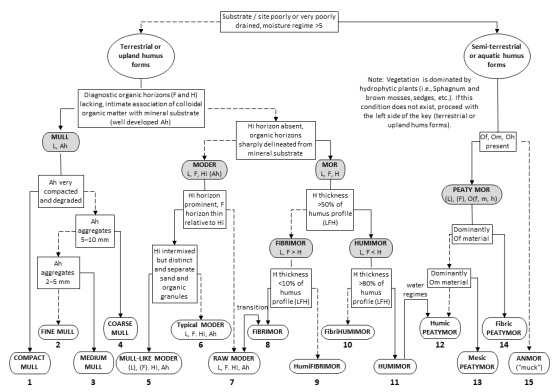 Substrate / site poorly or very poorly
drained, moisture regime >5
Terrestrial or
upland humus
forms
Semi-terrestrial
or aquatic humus
forms
Note: Vegetation is dominated by
hydrophytic plants (i.e., Sphagnum and
brown mosses, sedges, etc.). If this
condition does not exist, proceed with
the left side of the key (terrestrial or
upland hums forms).
Diagnostic organic horizons (F and H)
lacking, intimate association of colloidal
organic matter with mineral substrate
(well developed Ah)
Hi horizon absent,
organic horizons
sharply delineated from
mineral substrate
Of, Om, Oh
present
MULL
L, Ah
MODER
L, F, Hi (Ah)
MOR
L, F, H
PEATY MOR
(L), (F), O(f, m, h)
Ah very
compacted
and degraded
Hi horizon
prominent, F
horizon thin
relative to Hi
H thickness
>50% of
humus profile
(LFH)
Ah
aggregates
5–10 mm
Dominantly
Of material
FIBRIMOR
L, F > H
HUMIMOR
L, F < H
Ah
aggregates
2–5 mm
Hi intermixed
but distinct
and separate
sand and
organic
granules
H thickness
<10% of
humus
profile (LFH)
H thickness
>80% of
humus
profile (LFH)
Dominantly
Om material
transition
water
regimes
FINE MULL
2
COARSE
MULL
4
Typical MODER
L, F, Hi, Ah
6
FIBRIMOR
8
FibriHUMIMOR
10
Humic
PEATYMOR
12
Fibric
PEATYMOR
14
COMPACT
MULL
1
MEDIUM
MULL
3
MULL-LIKE MODER
(L), (F), Hi, Ah
5
RAW MODER
L, F, Hi, Ah
7
HumiFIBRIMOR
9
HUMIMOR
11
Mesic
PEATYMOR
13
ANMOR
("muck")
15